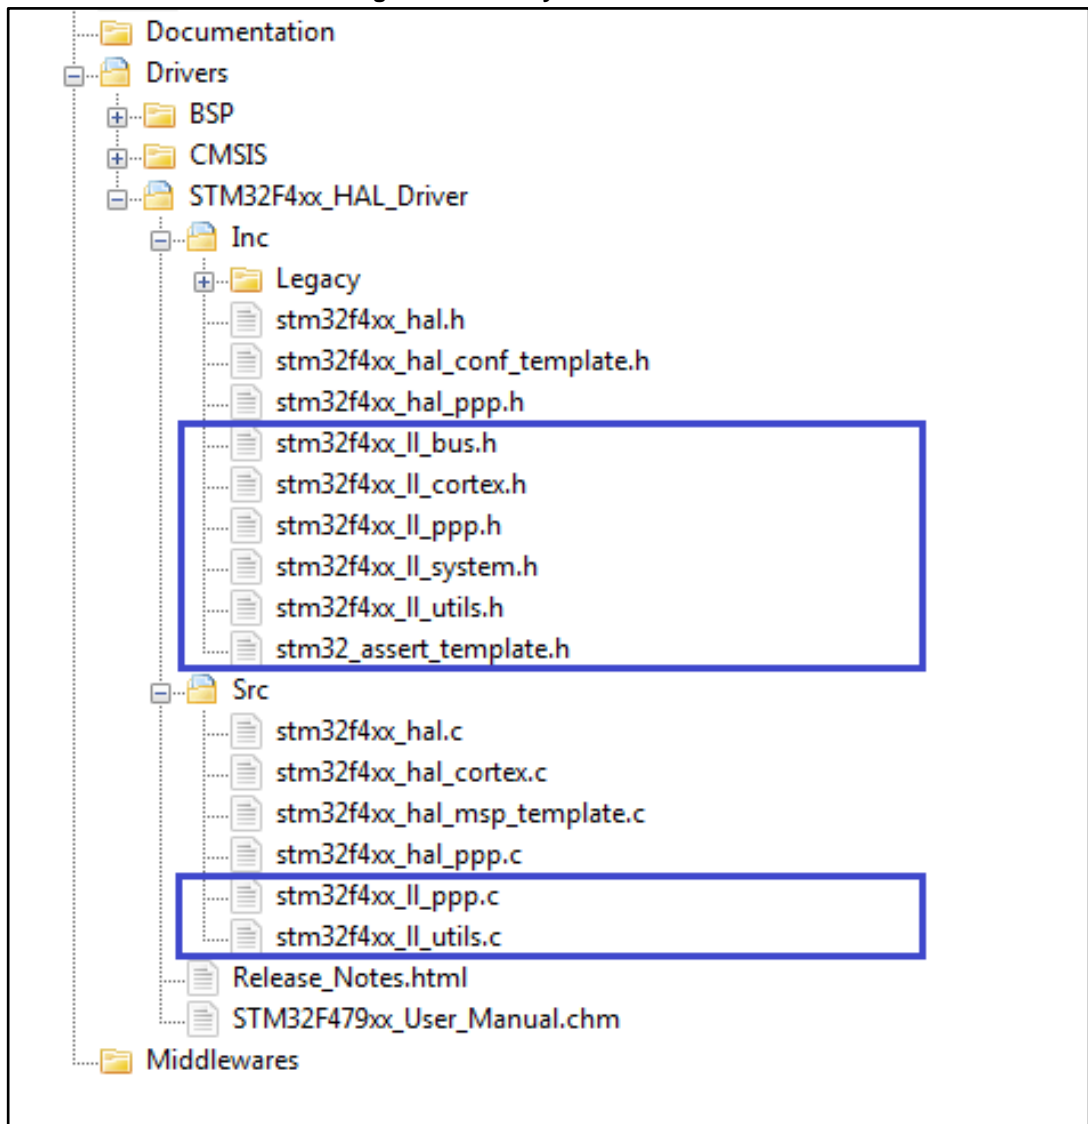 Documentation
Drivers
BSP
CMSIS
STM32F4xx_HAL_Driver
Inc
Legacy
stm32f4xx_hal.h
stm32f4xx_hal_conf_template.h
stm32f4xx_hal_ppp.h
stm32f4xx_ll_bus.h
stm32f4xx_ll_cortex.h
stm32f4xx_ll_ppp.h
stm32f4xx_ll_system.h
stm32f4xx_ll_utils.h
stm32_assert_template.h
Src
stm32f4xx_hal.c
stm32f4xx_hal_cortex.c
stm32f4xx_hal_msp_template.c
stm32f4xx_hal_ppp.c
stm32f4xx_ll_ppp.c
stm32f4xx_ll_utils.c
Release_Notes.html
STM32F479xx_User_Manual.chm
Middlewares